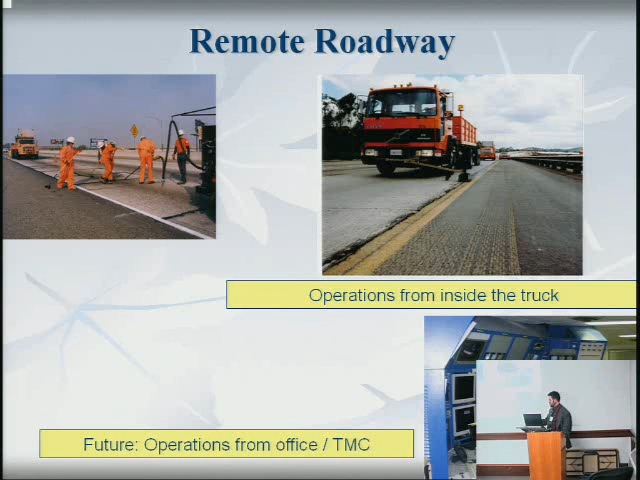 Remote Roadway
Operations from inside the truck
Future: Operations from office / TMC